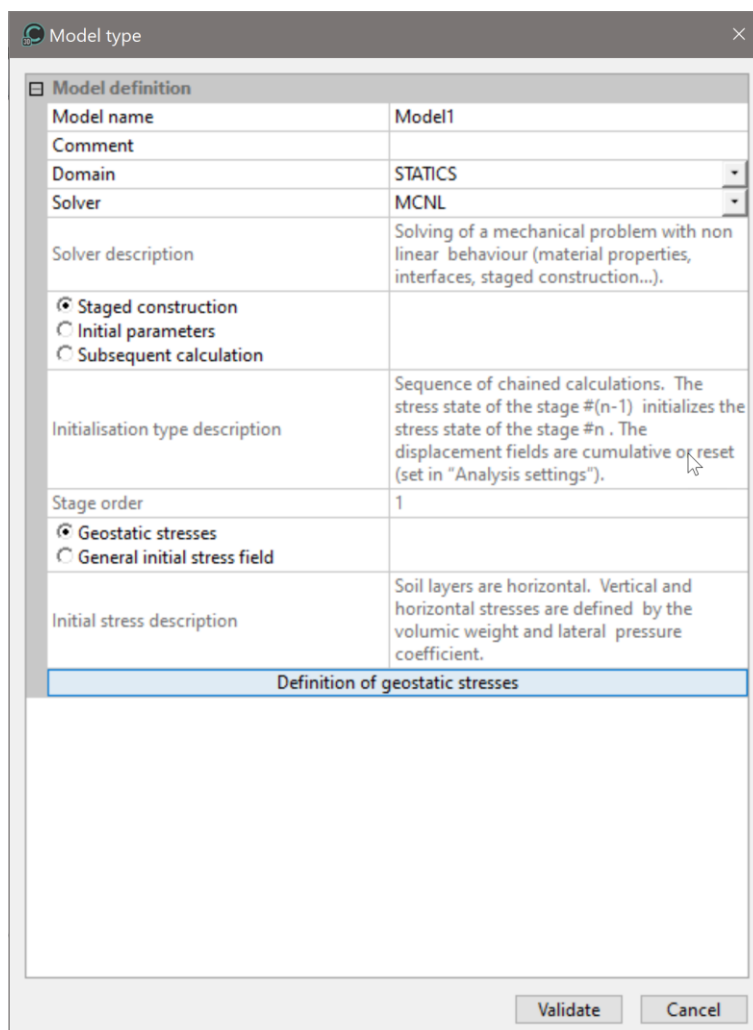 Model type
Model definition
Model name Model1
Comment
Domain STATICS
Solver MCNL
Solver description
Solving of a mechanical problem with non
linear behaviour (material properties,
interfaces, staged construction...).
Staged construction
Initial parameters
Subsequent calculation
Initialisation type description
Sequence of chained calculations. The
stress state of the stage #(n-1) initializes the
stress state of the stage #n . The
displacement fields are cumulative or reset
(set in "Analysis settings").
Stage order 1
Geostatic stresses
General initial stress field
Initial stress description
Soil layers are horizontal. Vertical and
horizontal stresses are defined by the
volumic weight and lateral pressure
coefficient.
Definition of geostatic stresses
Validate Cancel